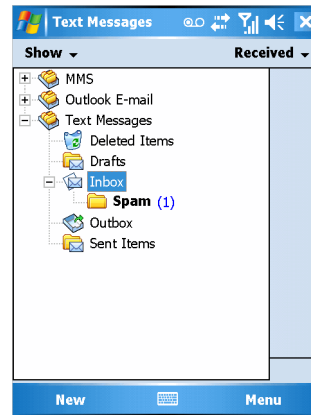 Text Messages
Show Received
MMS
Outlook E-mail
Text Messages
Deleted Items
Drafts
Inbox
Spam (1)
Outbox
Sent Items
New Menu